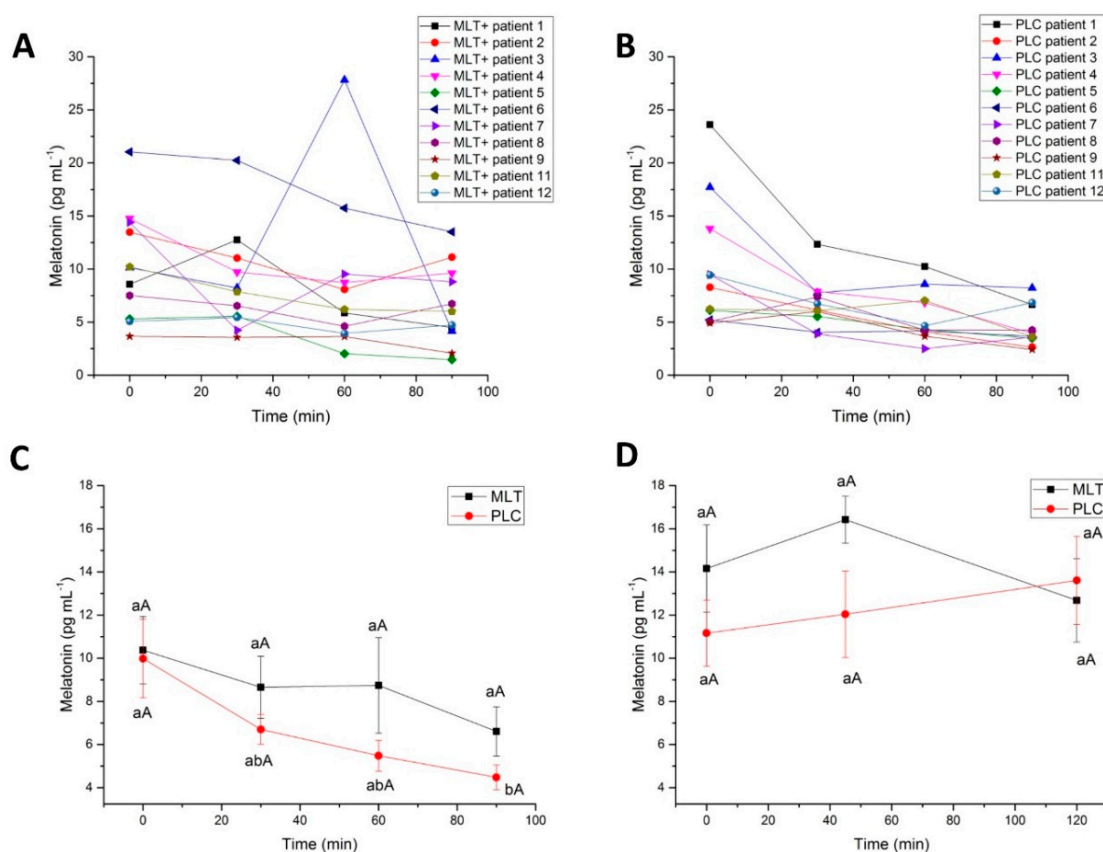 A
MLT+ patient 1
MLT+ patient 2
MLT+ patient 3
MLT+ patient 4
MLT+ patient 5
MLT+ patient 6
MLT+ patient 7
MLT+ patient 8
MLT+ patient 9
MLT+ patient 11
MLT+ patient 12
30
25
20
15
10
5
0
Melatonin (pg mL⁻¹)
0 20 40 60 80 100
Time (min)
B
PLC patient 1
PLC patient 2
PLC patient 3
PLC patient 4
PLC patient 5
PLC patient 6
PLC patient 7
PLC patient 8
PLC patient 9
PLC patient 11
PLC patient 12
30
25
20
15
10
5
0
Melatonin (pg mL⁻¹)
0 20 40 60 80 100
Time (min)
C
MLT
PLC
18
16
14
12
10
8
6
4
Melatonin (pg mL⁻¹)
aA aA aA aA
aA abA abA bA
0 20 40 60 80 100
Time (min)
D
MLT
PLC
18
16
14
12
10
8
6
4
Melatonin (pg mL⁻¹)
aA aA aA
aA aA aA
0 20 40 60 80 100 120
Time (min)